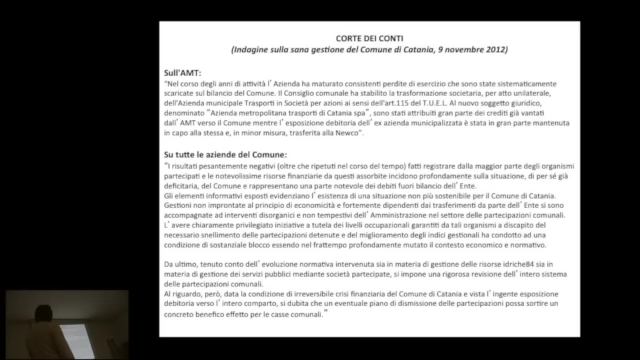 CORTE DEI CONTI
(Indagine sulla sana gestione del Comune di Catania, 9 novembre 2012)
Sull'AMT:
"Nel corso degli anni di attività l' Azienda ha maturato consistenti perdite di esercizio che sono state sistematicamente
scaricate sul bilancio del Comune. Il Consiglio comunale ha stabilito la trasformazione societaria, per atto unilaterale,
dell'Azienda municipale Trasporti in Società per azioni ai sensi dell'art.115 del T.U.E.L. Al nuovo soggetto giuridico,
denominato "Azienda metropolitana trasporti di Catania spa", sono stati attribuiti gran parte dei crediti già vantati
dall' AMT verso il Comune mentre l' esposizione debitoria dell' ex azienda municipalizzata è stata in gran parte mantenuta
in capo alla stessa e, in minor misura, trasferita alla Newco".
Su tutte le aziende del Comune:
"I risultati pesantemente negativi (oltre che ripetuti nel corso del tempo) fatti registrare dalla maggior parte degli organismi
partecipati e le notevolissime risorse finanziarie da questi assorbite incidono profondamente sulla situazione, di per sé già
deficitaria, del Comune e rappresentano una parte notevole dei debiti fuori bilancio dell' Ente.
Gli elementi informativi esposti evidenziano l' esistenza di una situazione non più sostenibile per il Comune di Catania.
Gestioni non improntate al principio di economicità e fortemente dipendenti dai trasferimenti da parte dell' Ente si sono
accompagnate ad interventi disorganici e non tempestivi dell' Amministrazione nel settore delle partecipazioni comunali.
L' avere chiaramente privilegiato iniziative a tutela dei livelli occupazionali garantiti da tali organismi a discapito del
necessario snellimento delle partecipazioni detenute e del miglioramento degli indici gestionali ha condotto ad una
condizione di sostanziale blocco essendo nel frattempo profondamente mutato il contesto economico e normativo.
Da ultimo, tenuto conto dell' evoluzione normativa intervenuta sia in materia di gestione delle risorse idriche84 sia in
materia di gestione dei servizi pubblici mediante società partecipate, si impone una rigorosa revisione dell' intero sistema
delle partecipazioni comunali.
Al riguardo, però, data la condizione di irreversibile crisi finanziaria del Comune di Catania e vista l' ingente esposizione
debitoria verso l' intero comparto, si dubita che un eventuale piano di dismissione delle partecipazioni possa sortire un
concreto benefico effetto per le casse comunali."